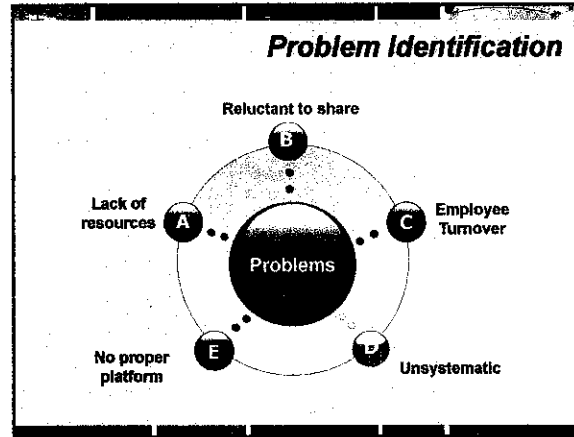 Problem Identification
Reluctant to share
B
Lack of
resources
A
C
Employee
Turnover
Problems
No proper
platform
E
D
Unsystematic